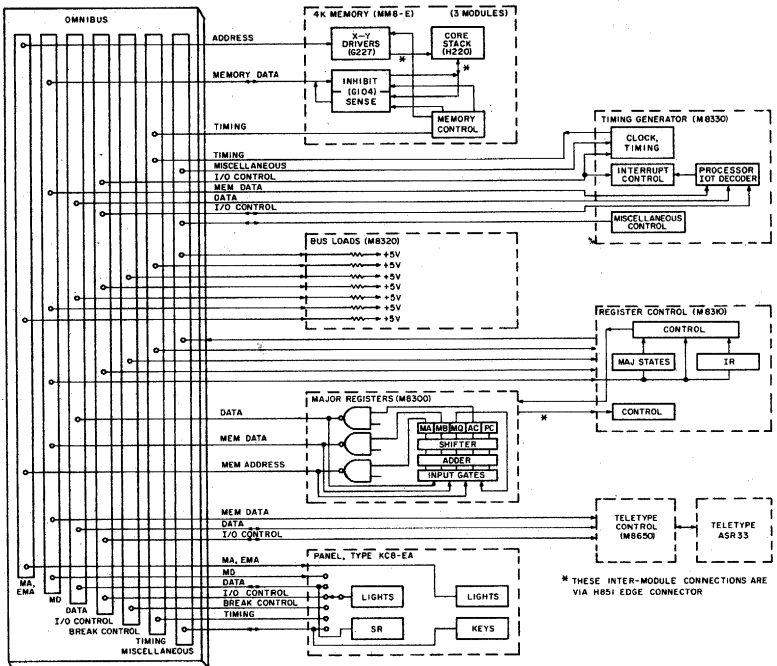 OMNIBUS
4K MEMORY (MM8-E) (3 MODULES)
ADDRESS
X-Y
DRIVERS
(G227)
CORE
STACK
(H220)
*
*
MEMORY DATA
INHIBIT
(G104)
SENSE
MEMORY
CONTROL
TIMING
TIMING GENERATOR (M8330)
CLOCK,
TIMING
TIMING
MISCELLANEOUS
I/O CONTROL
MEM DATA
DATA
I/O CONTROL
INTERRUPT
CONTROL
PROCESSOR
IOT DECODER
MISCELLANEOUS
CONTROL
*
BUS LOADS (M8320)
+5V
+5V
+5V
+5V
+5V
+5V
+5V
REGISTER CONTROL (M8310)
CONTROL
MAJ STATES
IR
CONTROL
*
MAJOR REGISTERS (M8300)
DATA
MEM DATA
MEM ADDRESS
MA MB MQ AC PC
SHIFTER
ADDER
INPUT GATES
MEM DATA
DATA
I/O CONTROL
TELETYPE
CONTROL
(M8650)
TELETYPE
ASR 33
PANEL, TYPE KC8-EA
MA, EMA
MD
DATA
I/O CONTROL
BREAK CONTROL
TIMING
LIGHTS
LIGHTS
SR
KEYS
* THESE INTER-MODULE CONNECTIONS ARE
VIA H851 EDGE CONNECTOR
MA,
EMA
MD
DATA
I/O CONTROL
BREAK CONTROL
TIMING
MISCELLANEOUS